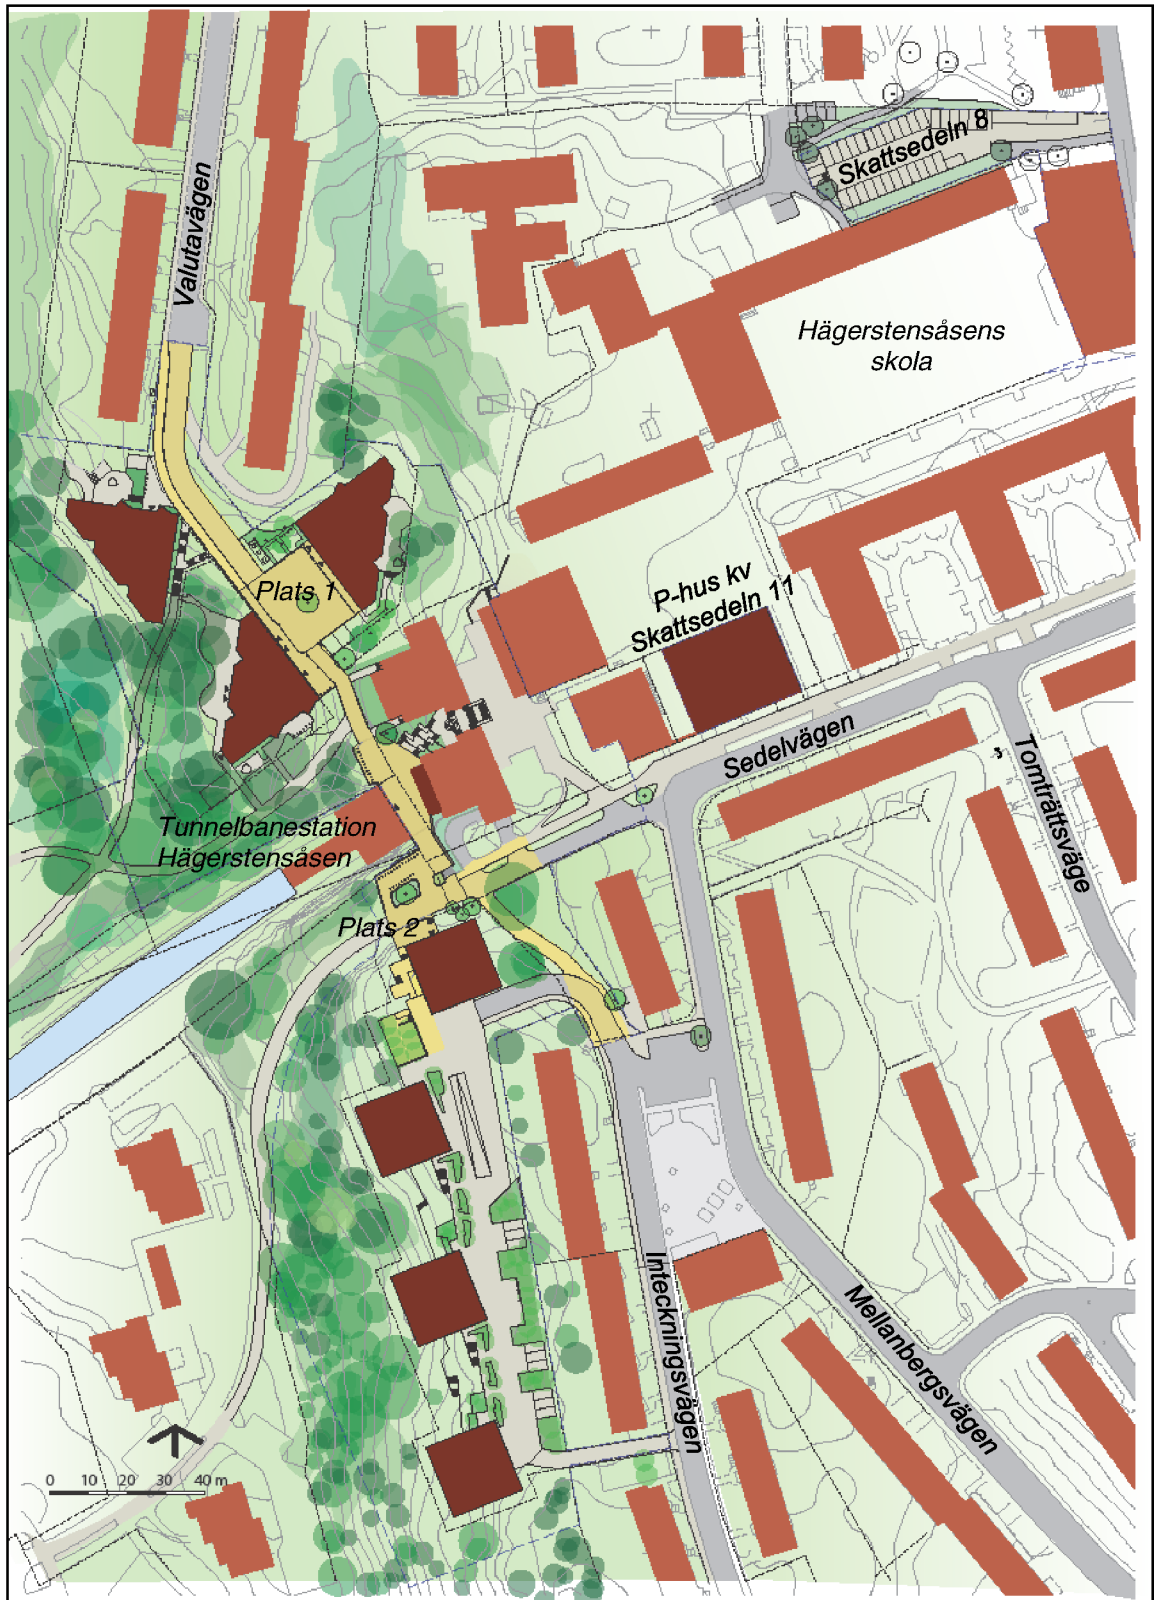 Skattsedeln 8
Valutavägen
Hägerstensåsens
skola
Plats 1
P-hus kv
Skattsedeln 11
Sedelvägen
Tomträttsväge
Tunnelbanestation
Hägerstensåsen
Plats 2
Inteckningsvägen
Mellanbergsvägen
0 10 20 30 40 m